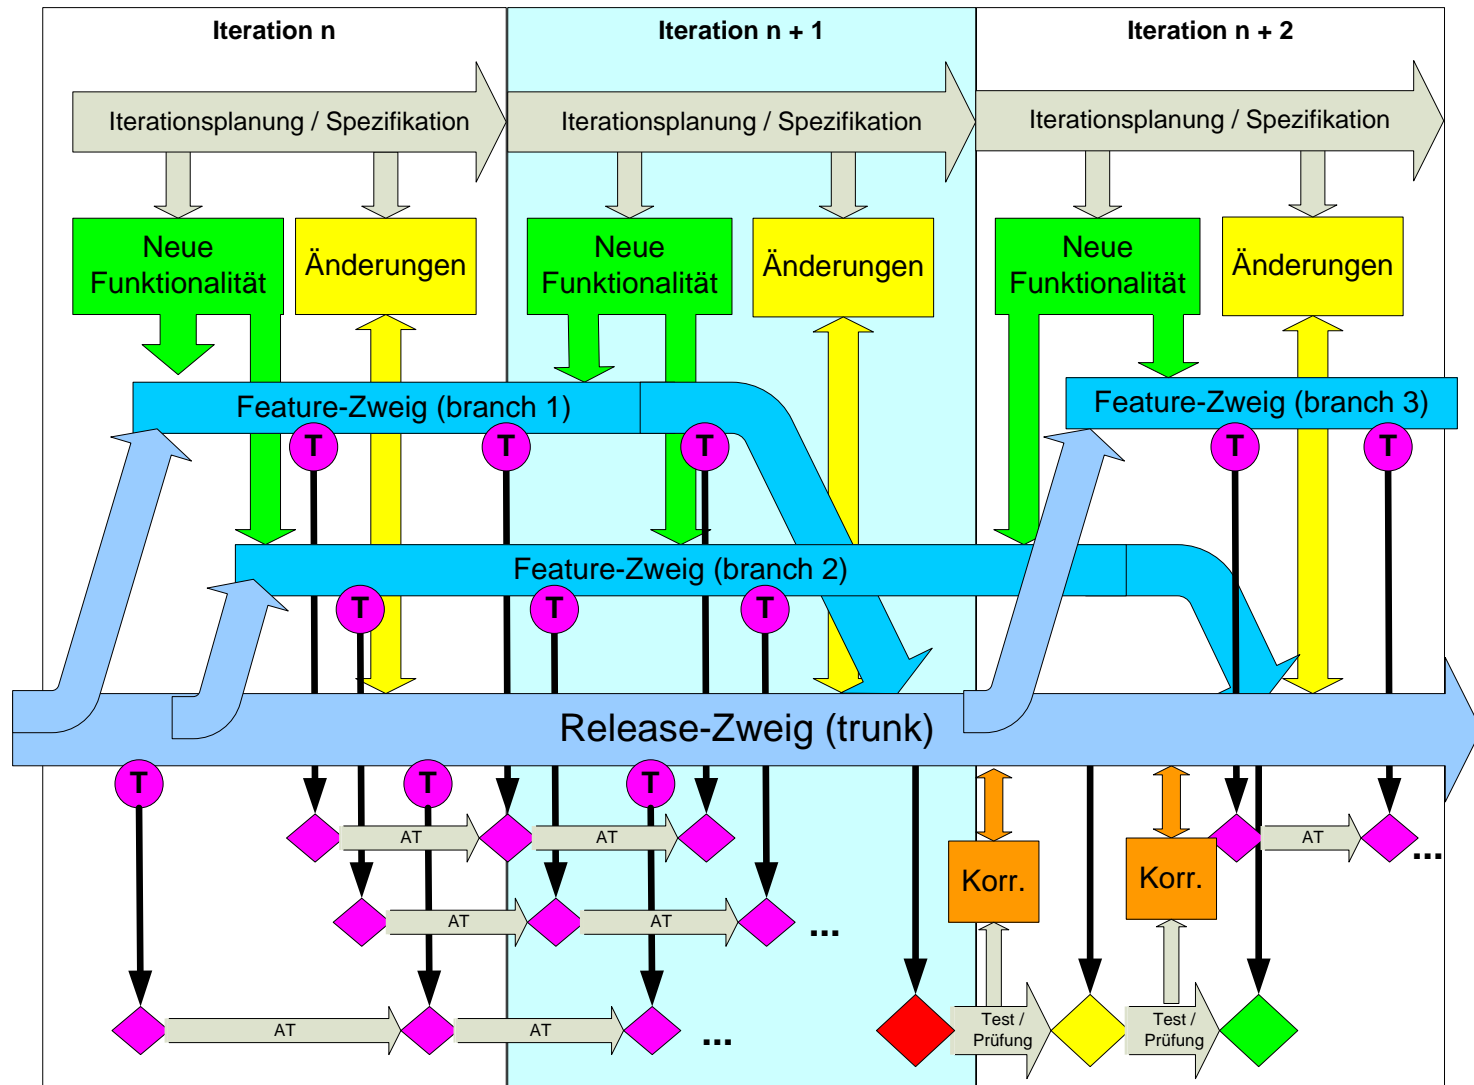 Iteration n
Iteration n + 1
Iteration n + 2
Iterationsplanung / Spezifikation
Iterationsplanung / Spezifikation
Iterationsplanung / Spezifikation
Neue
Funktionalität
Änderungen
Neue
Funktionalität
Änderungen
Neue
Funktionalität
Änderungen
Feature-Zweig (branch 1)
Feature-Zweig (branch 3)
T
T
T
T
T
Feature-Zweig (branch 2)
T
T
T
Release-Zweig (trunk)
T
T
T
AT
AT
AT
...
Korr.
Korr.
AT
AT
...
AT
AT
...
Test /
Prüfung
Test /
Prüfung